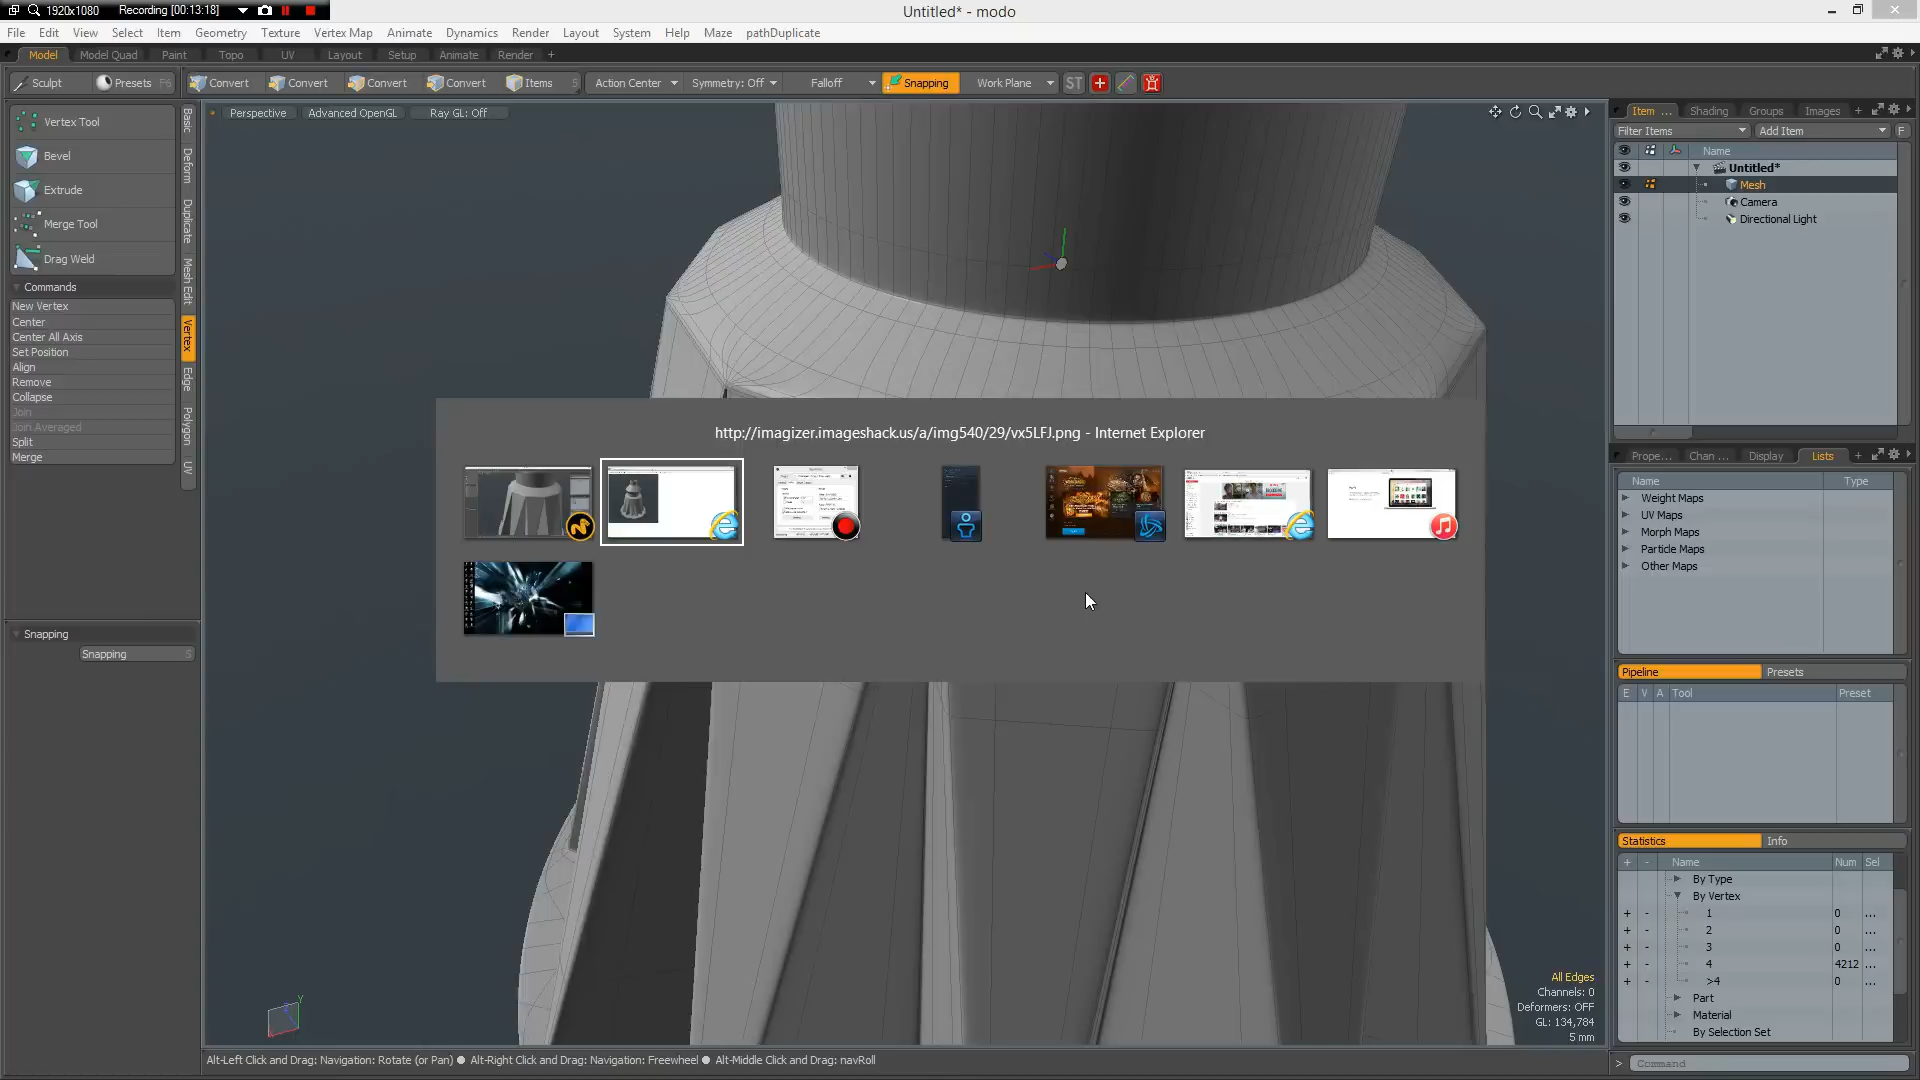 1920x1080 Recording [00:13:18]
Untitled* - modo
File Edit View Select Item Geometry Texture Vertex Map Animate Dynamics Render Layout System Help Maze pathDuplicate
Model Model Quad Paint Topo UV Layout Setup Animate Render +
Sculpt Presets F6 Convert Convert Convert Convert Items 5 Action Center Symmetry: Off Falloff Snapping Work Plane ST
Perspective Advanced OpenGL Ray GL: Off
Vertex Tool
Bevel
Extrude
Merge Tool
Drag Weld
Commands
New Vertex
Center
Center All Axis
Set Position
Align
Remove
Collapse
Join
Join Averaged
Split
Merge
Basic
Deform
Duplicate
Mesh Edit
Vertex
Edge
Polygon
UV
Snapping
Snapping S
http://imagizer.imageshack.us/a/img540/29/vx5LFJ.png - Internet Explorer
Y
All Edges
Channels: 0
Deformers: OFF
GL: 134,784
5 mm
Item ... Shading Groups Images +
Filter Items Add Item F
Name
Untitled*
Mesh
Camera
Directional Light
Prope... Chan ... Display Lists +
Name Type
Weight Maps
UV Maps
Morph Maps
Particle Maps
Other Maps
Pipeline Presets
E V A Tool Preset
Statistics Info
+ - Name Num Sel
By Type
By Vertex
+ - 1 0 ...
+ - 2 0 ...
+ - 3 0 ...
+ - 4 4212 ...
+ - >4 0 ...
Part
Material
By Selection Set
Alt-Left Click and Drag: Navigation: Rotate (or Pan) ● Alt-Right Click and Drag: Navigation: Freewheel ● Alt-Middle Click and Drag: navRoll
> Command